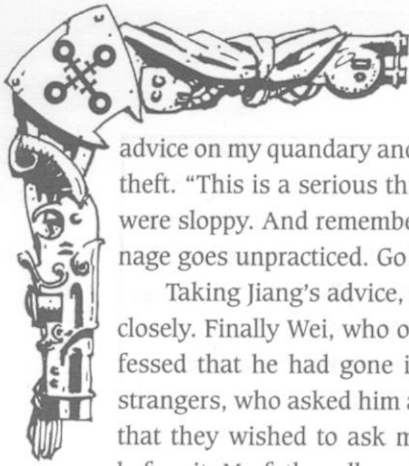 advice on my quandary and
theft. “This is a serious th
were sloppy. And remembe
nage goes unpracticed. Go
Taking Jiang’s advice,
closely. Finally Wei, who o
fessed that he had gone i
strangers, who asked him a
that they wished to ask m